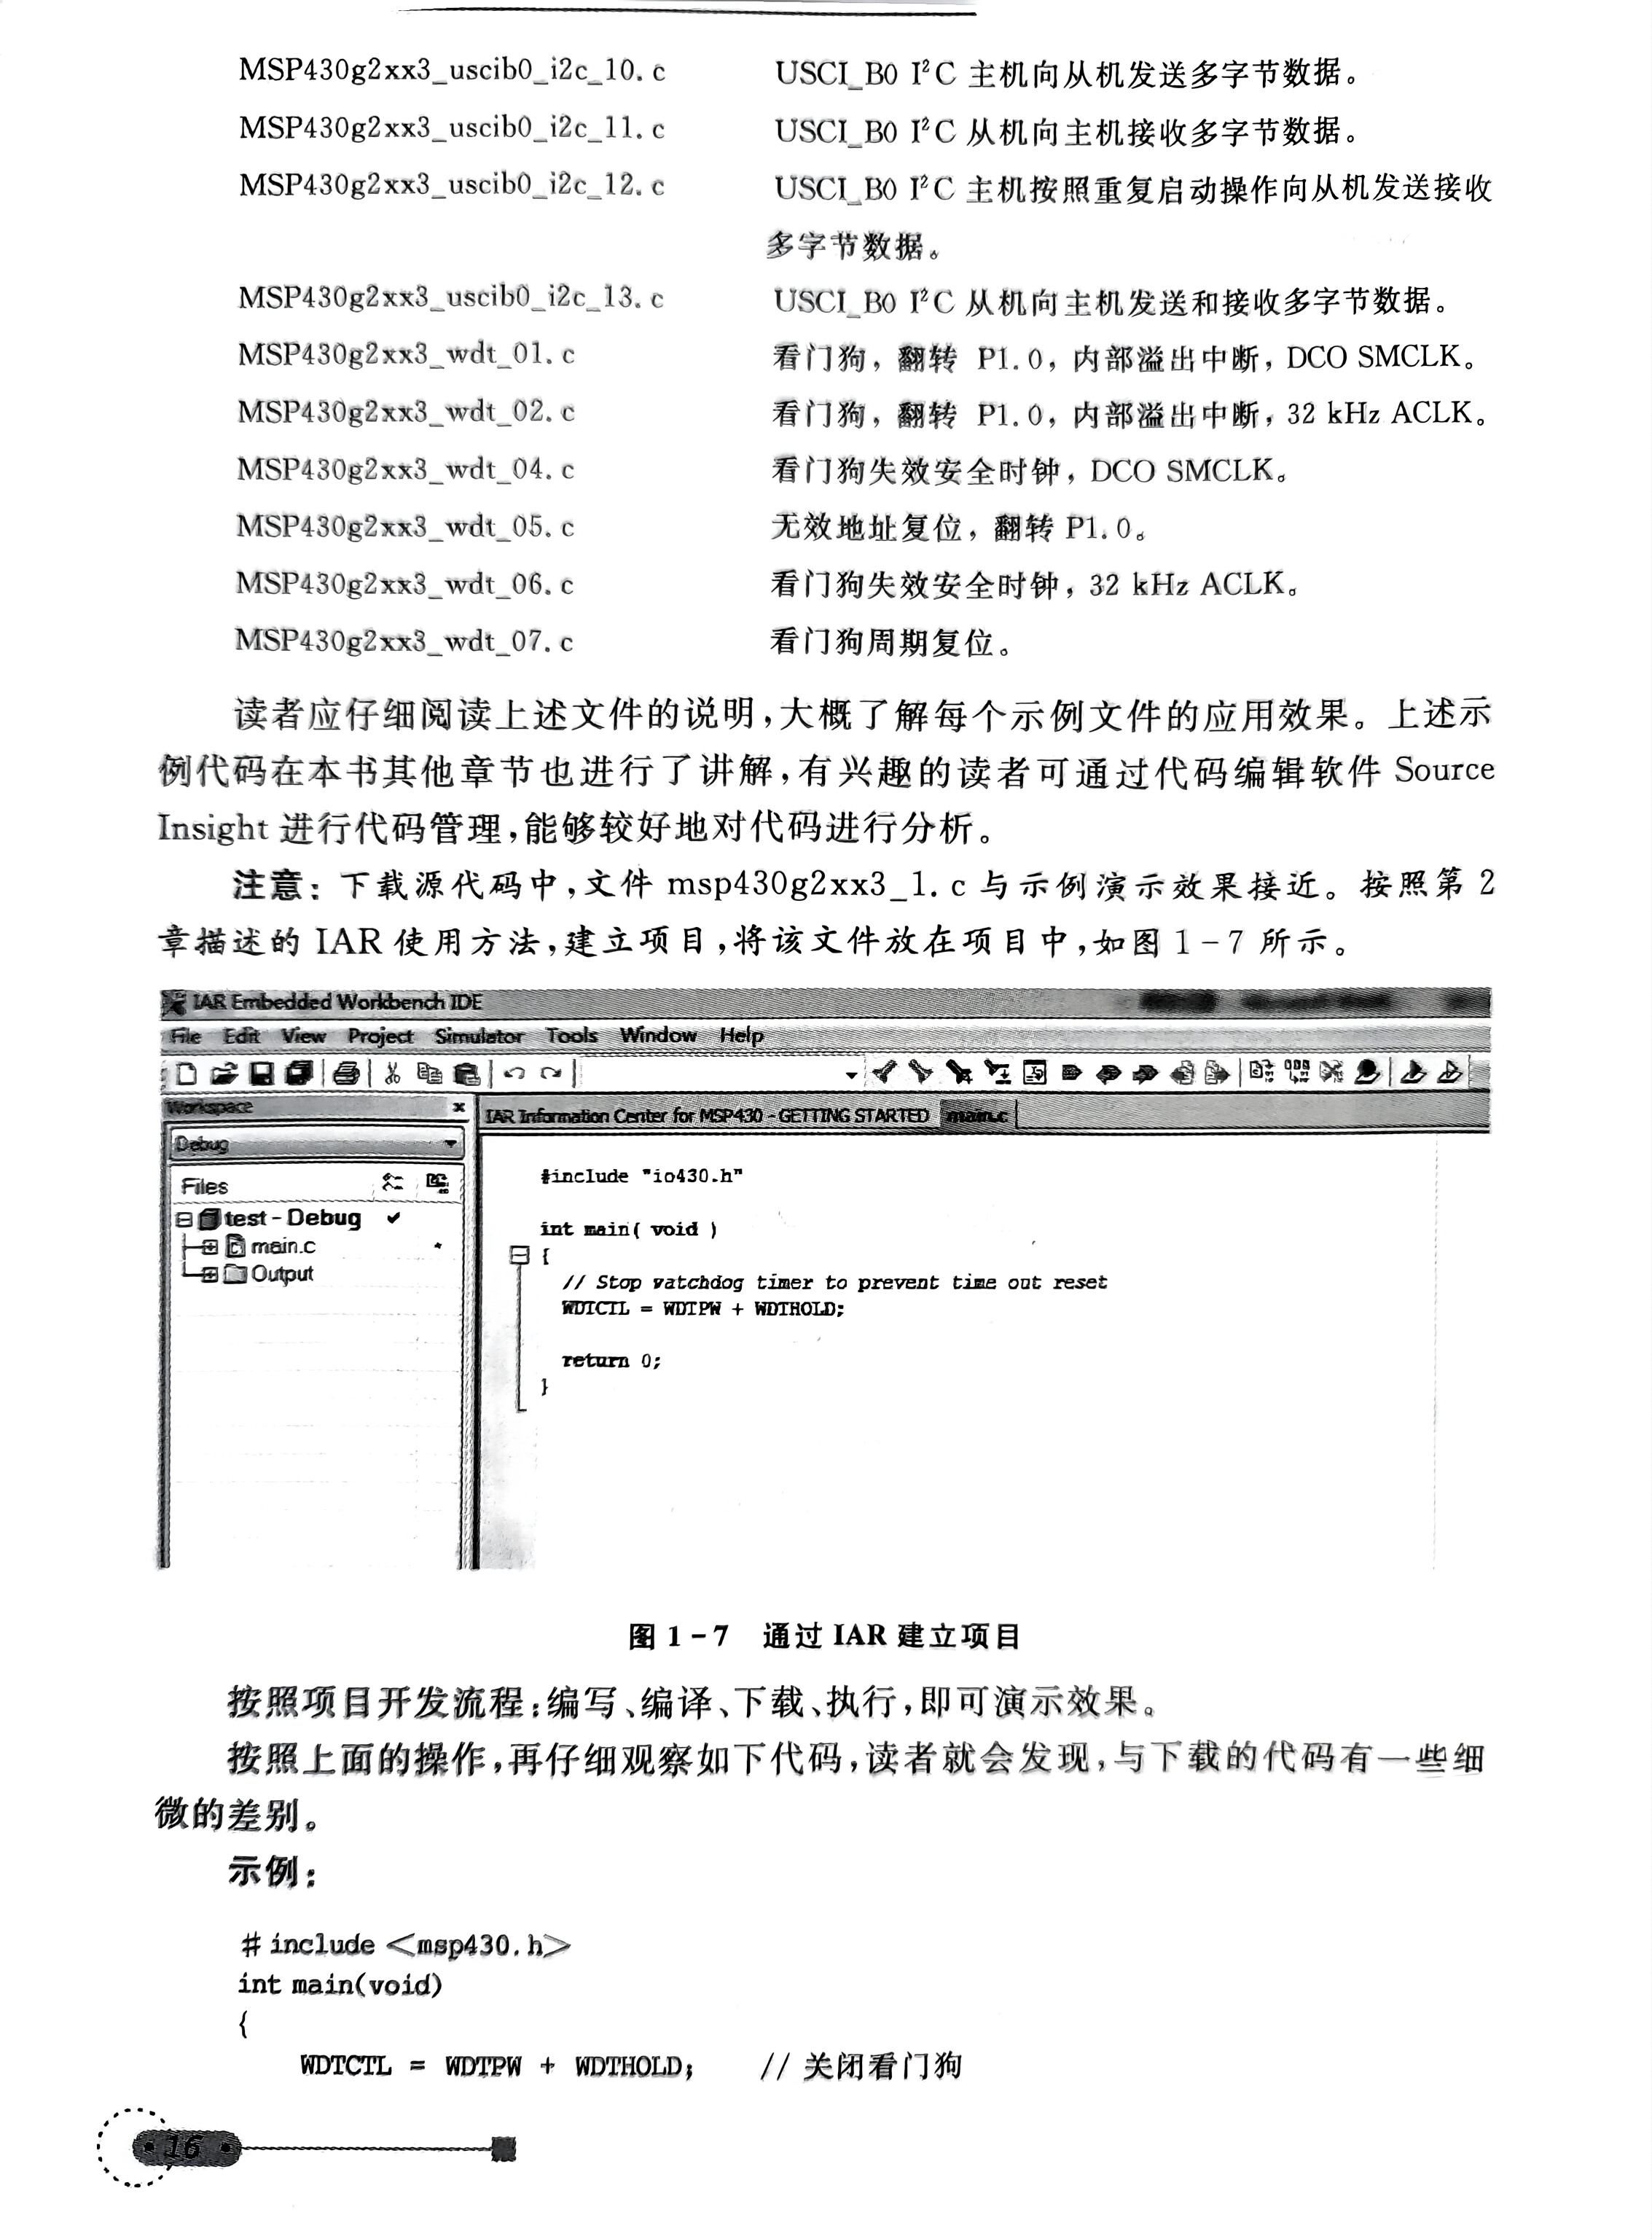 MSP430g2xx3_uscib0_i2c_10.c USCI_B0 I²C 主机向从机发送多字节数据。
MSP430g2xx3_uscib0_i2c_11.c USCI_B0 I²C 从机向主机接收多字节数据。
MSP430g2xx3_uscib0_i2c_12.c USCI_B0 I²C 主机按照重复启动操作向从机发送接收
多字节数据。
MSP430g2xx3_uscib0_i2c_13.c USCI_B0 I²C 从机向主机发送和接收多字节数据。
MSP430g2xx3_wdt_01.c 看门狗，翻转 P1.0，内部溢出中断，DCO SMCLK。
MSP430g2xx3_wdt_02.c 看门狗，翻转 P1.0，内部溢出中断，32 kHz ACLK。
MSP430g2xx3_wdt_04.c 看门狗失效安全时钟，DCO SMCLK。
MSP430g2xx3_wdt_05.c 无效地址复位，翻转 P1.0。
MSP430g2xx3_wdt_06.c 看门狗失效安全时钟，32 kHz ACLK。
MSP430g2xx3_wdt_07.c 看门狗周期复位。
读者应仔细阅读上述文件的说明，大概了解每个示例文件的应用效果。上述示
例代码在本书其他章节也进行了讲解，有兴趣的读者可通过代码编辑软件 Source
Insight 进行代码管理，能够较好地对代码进行分析。
注意：下载源代码中，文件 msp430g2xx3_1.c 与示例演示效果接近。按照第 2
章描述的 IAR 使用方法，建立项目，将该文件放在项目中，如图 1-7 所示。
IAR Embedded Workbench IDE
File Edit View Project Simulator Tools Window Help
Workspace
IAR Information Center for MSP430 - GETTING STARTED main.c
Debug
Files
test - Debug
main.c
Output
#include "io430.h"
int main( void )
{
// Stop watchdog timer to prevent time out reset
WDTCTL = WDTPW + WDTHOLD;
return 0;
}
图 1-7 通过 IAR 建立项目
按照项目开发流程：编写、编译、下载、执行，即可演示效果。
按照上面的操作，再仔细观察如下代码，读者就会发现，与下载的代码有一些细
微的差别。
示例：
# include <msp430.h>
int main(void)
{
WDTCTL = WDTPW + WDTHOLD; // 关闭看门狗
16